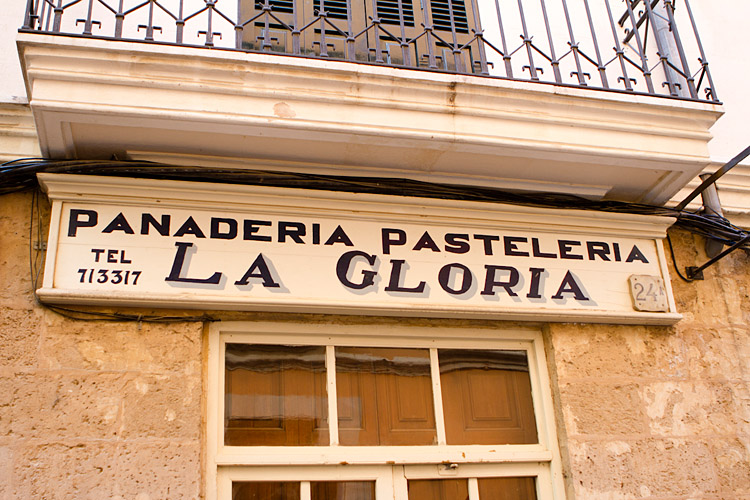 PANADERIA PASTELERIA
TEL
713317
LA GLORIA
24